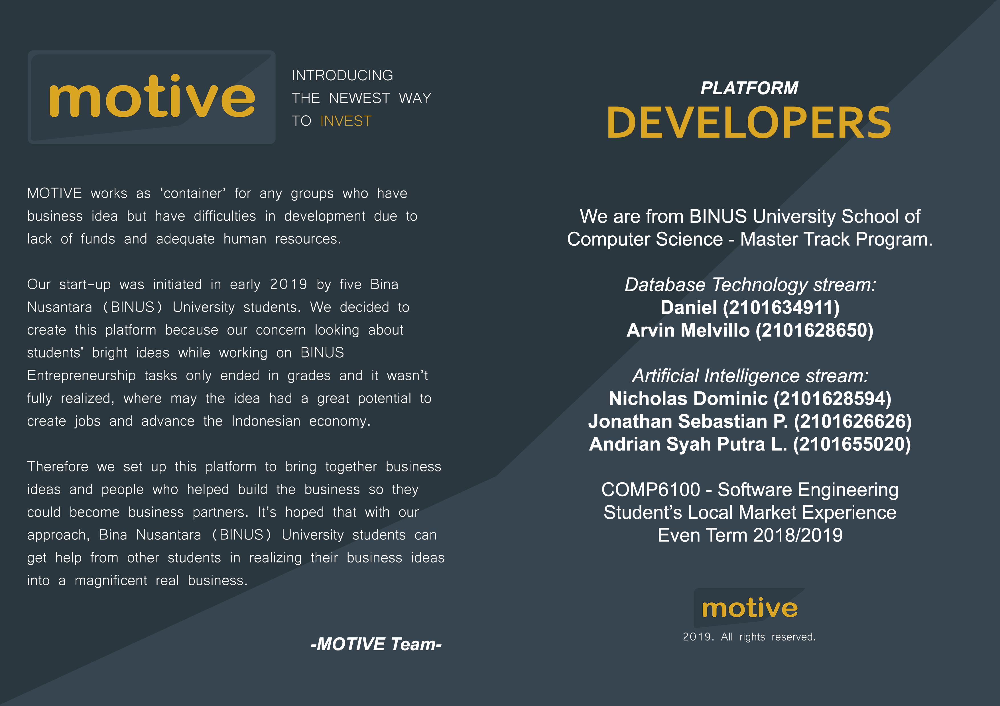 motive
INTRODUCING
THE NEWEST WAY
TO INVEST
MOTIVE works as ‘container’ for any groups who have
business idea but have difficulties in development due to
lack of funds and adequate human resources.
Our start-up was initiated in early 2019 by five Bina
Nusantara (BINUS) University students. We decided to
create this platform because our concern looking about
students' bright ideas while working on BINUS
Entrepreneurship tasks only ended in grades and it wasn’t
fully realized, where may the idea had a great potential to
create jobs and advance the Indonesian economy.
Therefore we set up this platform to bring together business
ideas and people who helped build the business so they
could become business partners. It’s hoped that with our
approach, Bina Nusantara (BINUS) University students can
get help from other students in realizing their business ideas
into a magnificent real business.
-MOTIVE Team-
PLATFORM
DEVELOPERS
We are from BINUS University School of
Computer Science - Master Track Program.
Database Technology stream:
Daniel (2101634911)
Arvin Melvillo (2101628650)
Artificial Intelligence stream:
Nicholas Dominic (2101628594)
Jonathan Sebastian P. (2101626626)
Andrian Syah Putra L. (2101655020)
COMP6100 - Software Engineering
Student’s Local Market Experience
Even Term 2018/2019
motive
2019. All rights reserved.